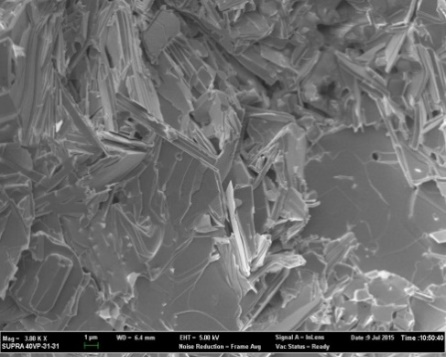 Mag = 3.00 K X 1 µm WD = 6.4 mm EHT = 5.00 kV Signal A = InLens Date :9 Jul 2015 Time :10:50:45
SUPRA 40VP-31-31 Noise Reduction = Frame Avg Vac Status = Ready